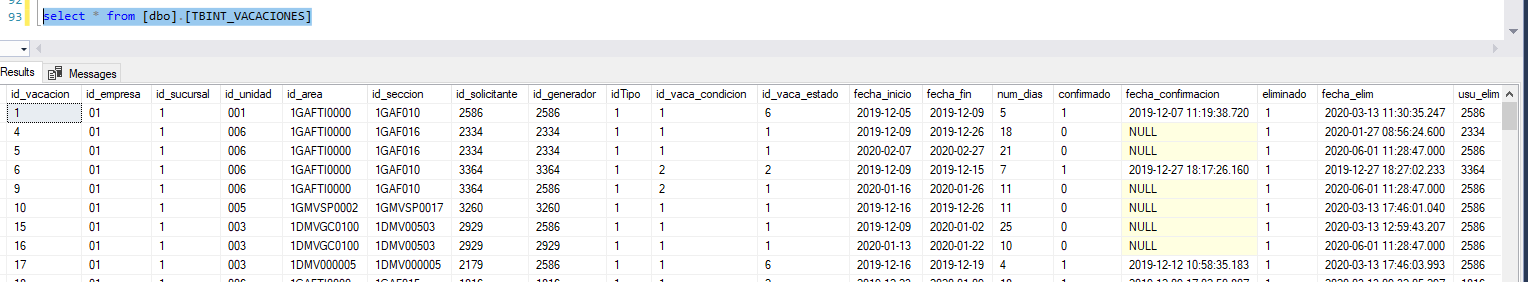 93 select * from [dbo].[TBINT_VACACIONES]
Results Messages
id_vacacion id_empresa id_sucursal id_unidad id_area id_seccion id_solicitante id_generador idTipo id_vaca_condicion id_vaca_estado fecha_inicio fecha_fin num_dias confirmado fecha_confirmacion eliminado fecha_elim usu_elim
1 01 1 001 1GAFTI0000 1GAF010 2586 2586 1 1 6 2019-12-05 2019-12-09 5 1 2019-12-07 11:19:38.720 1 2020-03-13 11:30:35.247 2586
4 01 1 006 1GAFTI0000 1GAF016 2334 2334 1 1 1 2019-12-09 2019-12-26 18 0 NULL 1 2020-01-27 08:56:24.600 2334
5 01 1 006 1GAFTI0000 1GAF016 2334 2334 1 1 1 2020-02-07 2020-02-27 21 0 NULL 1 2020-06-01 11:28:47.000 2586
6 01 1 006 1GAFTI0000 1GAF010 3364 3364 1 2 2 2019-12-09 2019-12-15 7 1 2019-12-27 18:17:26.160 1 2019-12-27 18:27:02.233 3364
9 01 1 006 1GAFTI0000 1GAF010 3364 2586 1 2 1 2020-01-16 2020-01-26 11 0 NULL 1 2020-06-01 11:28:47.000 2586
10 01 1 005 1GMVSP0002 1GMVSP0017 3260 3260 1 1 1 2019-12-16 2019-12-26 11 0 NULL 1 2020-03-13 17:46:01.040 2586
15 01 1 003 1DMVGC0100 1DMV00503 2929 2586 1 1 1 2019-12-09 2020-01-02 25 0 NULL 1 2020-03-13 12:59:43.207 2586
16 01 1 003 1DMVGC0100 1DMV00503 2929 2929 1 1 1 2020-01-13 2020-01-22 10 0 NULL 1 2020-06-01 11:28:47.000 2586
17 01 1 003 1DMV000005 1DMV000005 2179 2586 1 1 6 2019-12-16 2019-12-19 4 1 2019-12-12 10:58:35.183 1 2020-03-13 17:46:03.993 2586